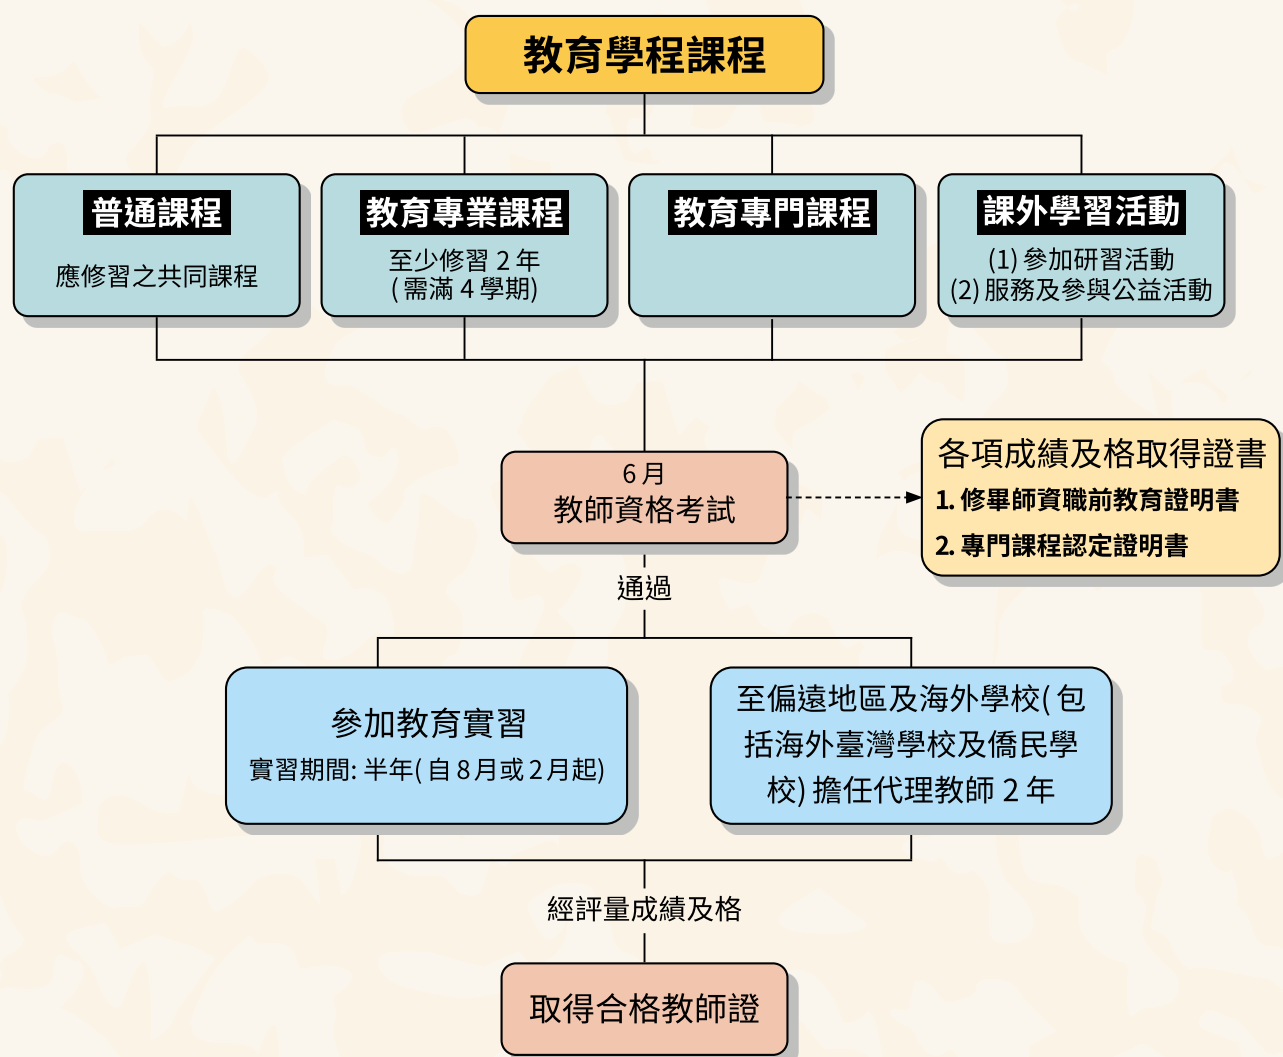 教育學程課程
普通課程
應修習之共同課程
教育專業課程
至少修習 2 年
( 需滿 4 學期)
教育專門課程
課外學習活動
(1) 參加研習活動
(2) 服務及參與公益活動
6 月
教師資格考試
各項成績及格取得證書
1. 修畢師資職前教育證明書
2. 專門課程認定證明書
通過
參加教育實習
實習期間: 半年( 自 8 月或 2 月起)
至偏遠地區及海外學校( 包
括海外臺灣學校及僑民學
校) 擔任代理教師 2 年
經評量成績及格
取得合格教師證